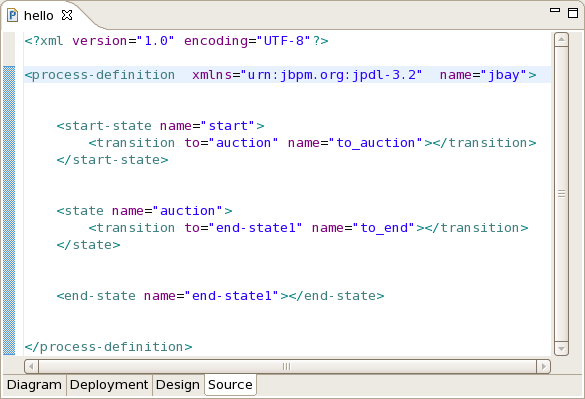 hello
<?xml version="1.0" encoding="UTF-8"?>
<process-definition  xmlns="urn:jbpm.org:jpdl-3.2"  name="jbay">
<start-state name="start">
<transition to="auction" name="to_auction"></transition>
</start-state>
<state name="auction">
<transition to="end-state1" name="to_end"></transition>
</state>
<end-state name="end-state1"></end-state>
</process-definition>
Diagram Deployment Design Source